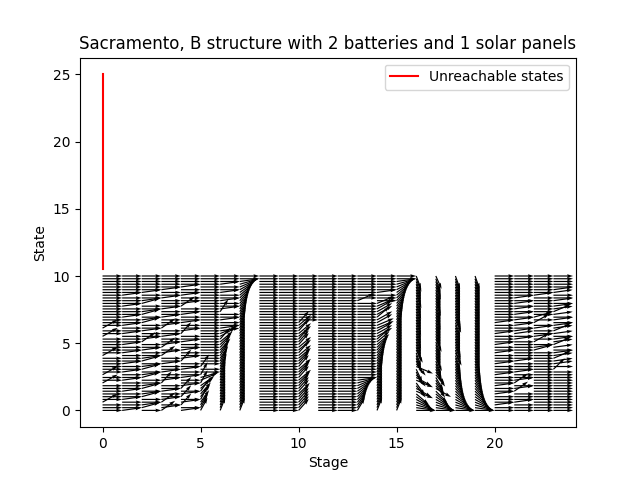 Sacramento, B structure with 2 batteries and 1 solar panels
Unreachable states
25
20
15
10
5
0
State
0 5 10 15 20
Stage